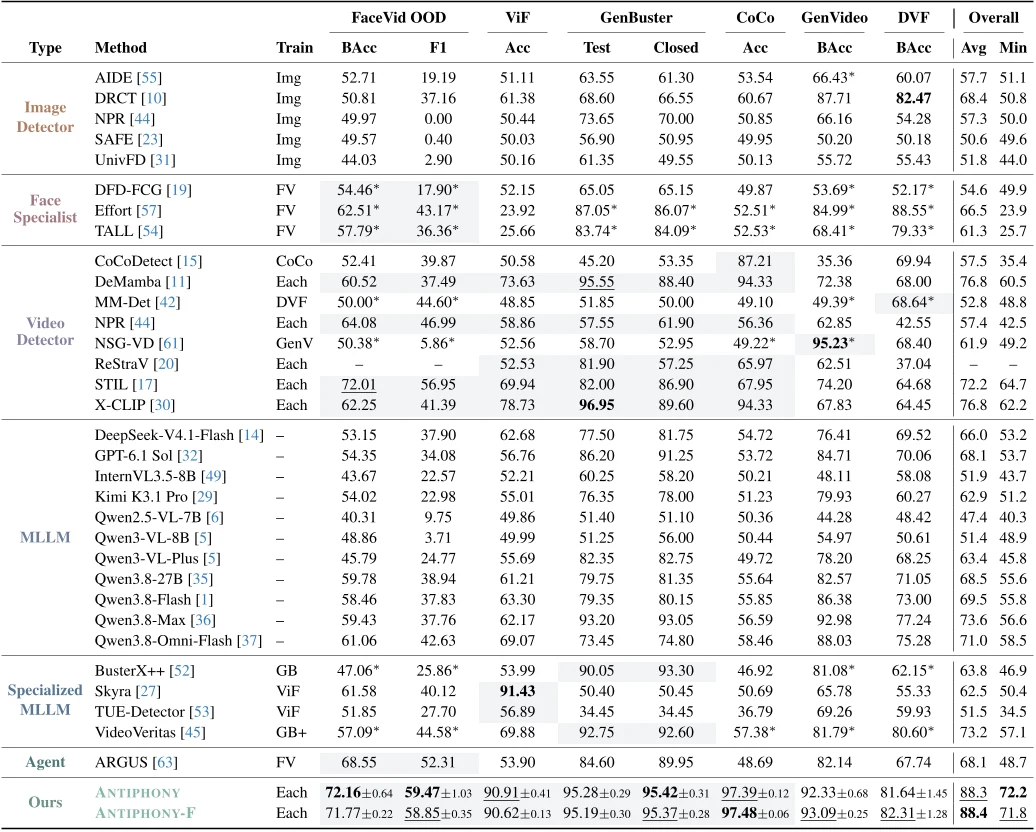 FaceVid OOD ViF GenBuster CoCo GenVideo DVF Overall
Type Method Train BAcc F1 Acc Test Closed Acc BAcc BAcc Avg Min
Image Detector
AIDE [55] Img 52.71 19.19 51.11 63.55 61.30 53.54 66.43* 60.07 57.7 51.1
DRCT [10] Img 50.81 37.16 61.38 68.60 66.55 60.67 87.71 82.47 68.4 50.8
NPR [44] Img 49.97 0.00 50.44 73.65 70.00 50.85 66.16 54.28 57.3 50.0
SAFE [23] Img 49.57 0.40 50.03 56.90 50.95 49.95 50.20 50.18 50.6 49.6
UnivFD [31] Img 44.03 2.90 50.16 61.35 49.55 50.13 55.72 55.43 51.8 44.0
Face Specialist
DFD-FCG [19] FV 54.46* 17.90* 52.15 65.05 65.15 49.87 53.69* 52.17* 54.6 49.9
Effort [57] FV 62.51* 43.17* 23.92 87.05* 86.07* 52.51* 84.99* 88.55* 66.5 23.9
TALL [54] FV 57.79* 36.36* 25.66 83.74* 84.09* 52.53* 68.41* 79.33* 61.3 25.7
Video Detector
CoCoDetect [15] CoCo 52.41 39.87 50.58 45.20 53.35 87.21 35.36 69.94 57.5 35.4
DeMamba [11] Each 60.52 37.49 73.63 95.55 88.40 94.33 72.38 68.00 76.8 60.5
MM-Det [42] DVF 50.00* 44.60* 48.85 51.85 50.00 49.10 49.39* 68.64* 52.8 48.8
NPR [44] Each 64.08 46.99 58.86 57.55 61.90 56.36 62.85 42.55 57.4 42.5
NSG-VD [61] GenV 50.38* 5.86* 52.56 58.70 52.95 49.22* 95.23* 68.40 61.9 49.2
ReStraV [20] Each – – 52.53 81.90 57.25 65.97 62.51 37.04 – –
STIL [17] Each 72.01 56.95 69.94 82.00 86.90 67.95 74.20 64.68 72.2 64.7
X-CLIP [30] Each 62.25 41.39 78.73 96.95 89.60 94.33 67.83 64.45 76.8 62.2
MLLM
DeepSeek-V4.1-Flash [14] – 53.15 37.90 62.68 77.50 81.75 54.72 76.41 69.52 66.0 53.2
GPT-6.1 Sol [32] – 54.35 34.08 56.76 86.20 91.25 53.72 84.71 70.06 68.1 53.7
InternVL3.5-8B [49] – 43.67 22.57 52.21 60.25 58.20 50.21 48.11 58.08 51.9 43.7
Kimi K3.1 Pro [29] – 54.02 22.98 55.01 76.35 78.00 51.23 79.93 60.27 62.9 51.2
Qwen2.5-VL-7B [6] – 40.31 9.75 49.86 51.40 51.10 50.36 44.28 48.42 47.4 40.3
Qwen3-VL-8B [5] – 48.86 3.71 49.99 51.25 56.00 50.44 54.97 50.61 51.4 48.9
Qwen3-VL-Plus [5] – 45.79 24.77 55.69 82.35 82.75 49.72 78.20 68.25 63.4 45.8
Qwen3.8-27B [35] – 59.78 38.94 61.21 79.75 81.35 55.64 82.57 71.05 68.5 55.6
Qwen3.8-Flash [1] – 58.46 37.83 63.30 79.35 80.15 55.85 86.38 73.00 69.5 55.8
Qwen3.8-Max [36] – 59.43 37.76 62.17 93.20 93.05 56.59 92.98 77.24 73.6 56.6
Qwen3.8-Omni-Flash [37] – 61.06 42.63 69.07 73.45 74.80 58.46 88.03 75.28 71.0 58.5
Specialized MLLM
BusterX++ [52] GB 47.06* 25.86* 53.99 90.05 93.30 46.92 81.08* 62.15* 63.8 46.9
Skyra [27] ViF 61.58 40.12 91.43 50.40 50.45 50.69 65.78 55.33 62.5 50.4
TUE-Detector [53] ViF 51.85 27.70 56.89 34.45 34.45 36.79 69.26 59.93 51.5 34.5
VideoVeritas [45] GB+ 57.09* 44.58* 69.88 92.75 92.60 57.38* 81.79* 80.60* 73.2 57.1
Agent
ARGUS [63] FV 68.55 52.31 53.90 84.60 89.95 48.69 82.14 67.74 68.1 48.7
Ours
ANTIPHONY Each 72.16±0.64 59.47±1.03 90.91±0.41 95.28±0.29 95.42±0.31 97.39±0.12 92.33±0.68 81.64±1.45 88.3 72.2
ANTIPHONY-F Each 71.77±0.22 58.85±0.35 90.62±0.13 95.19±0.30 95.37±0.28 97.48±0.06 93.09±0.25 82.31±1.28 88.4 71.8